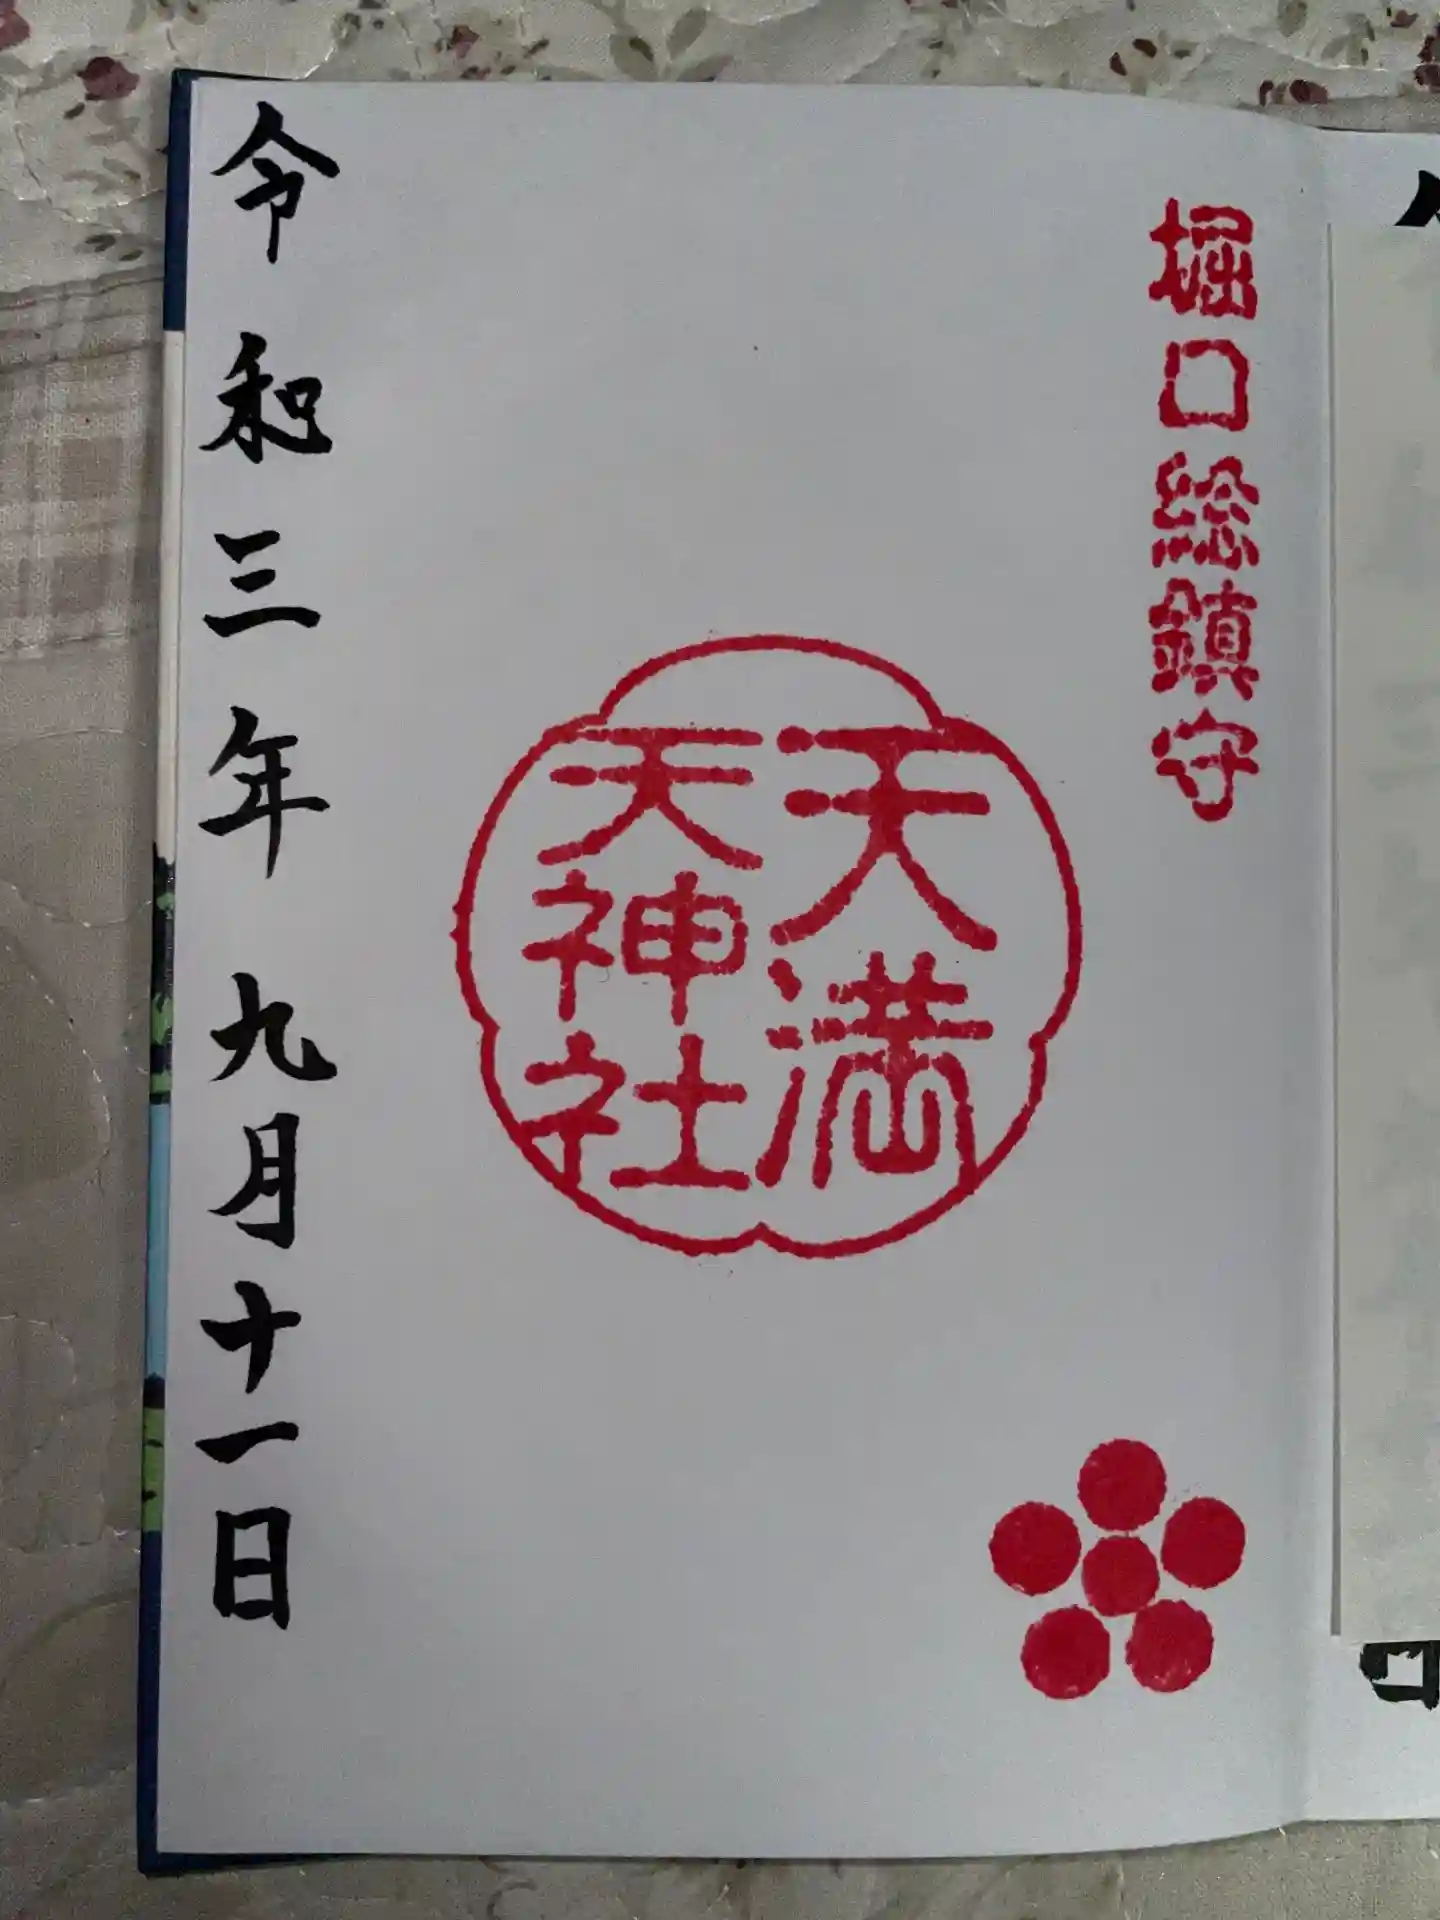 堀口総鎮守
天満
天神社
令和三年九月十一日